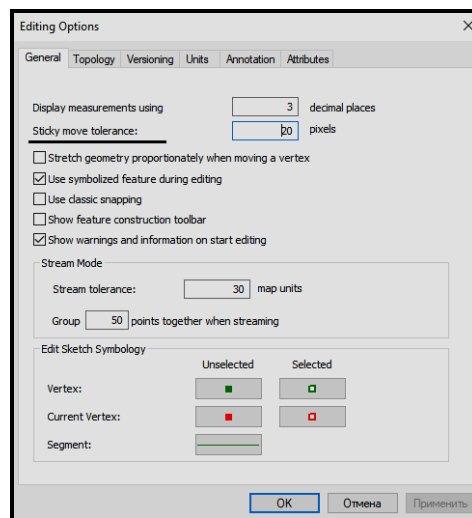 Editing Options
General Topology Versioning Units Annotation Attributes
Display measurements using 3 decimal places
Sticky move tolerance: 20 pixels
Stretch geometry proportionately when moving a vertex
Use symbolized feature during editing
Use classic snapping
Show feature construction toolbar
Show warnings and information on start editing
Stream Mode
Stream tolerance: 30 map units
Group 50 points together when streaming
Edit Sketch Symbology
Unselected Selected
Vertex:
Current Vertex:
Segment:
OK Отмена Применить